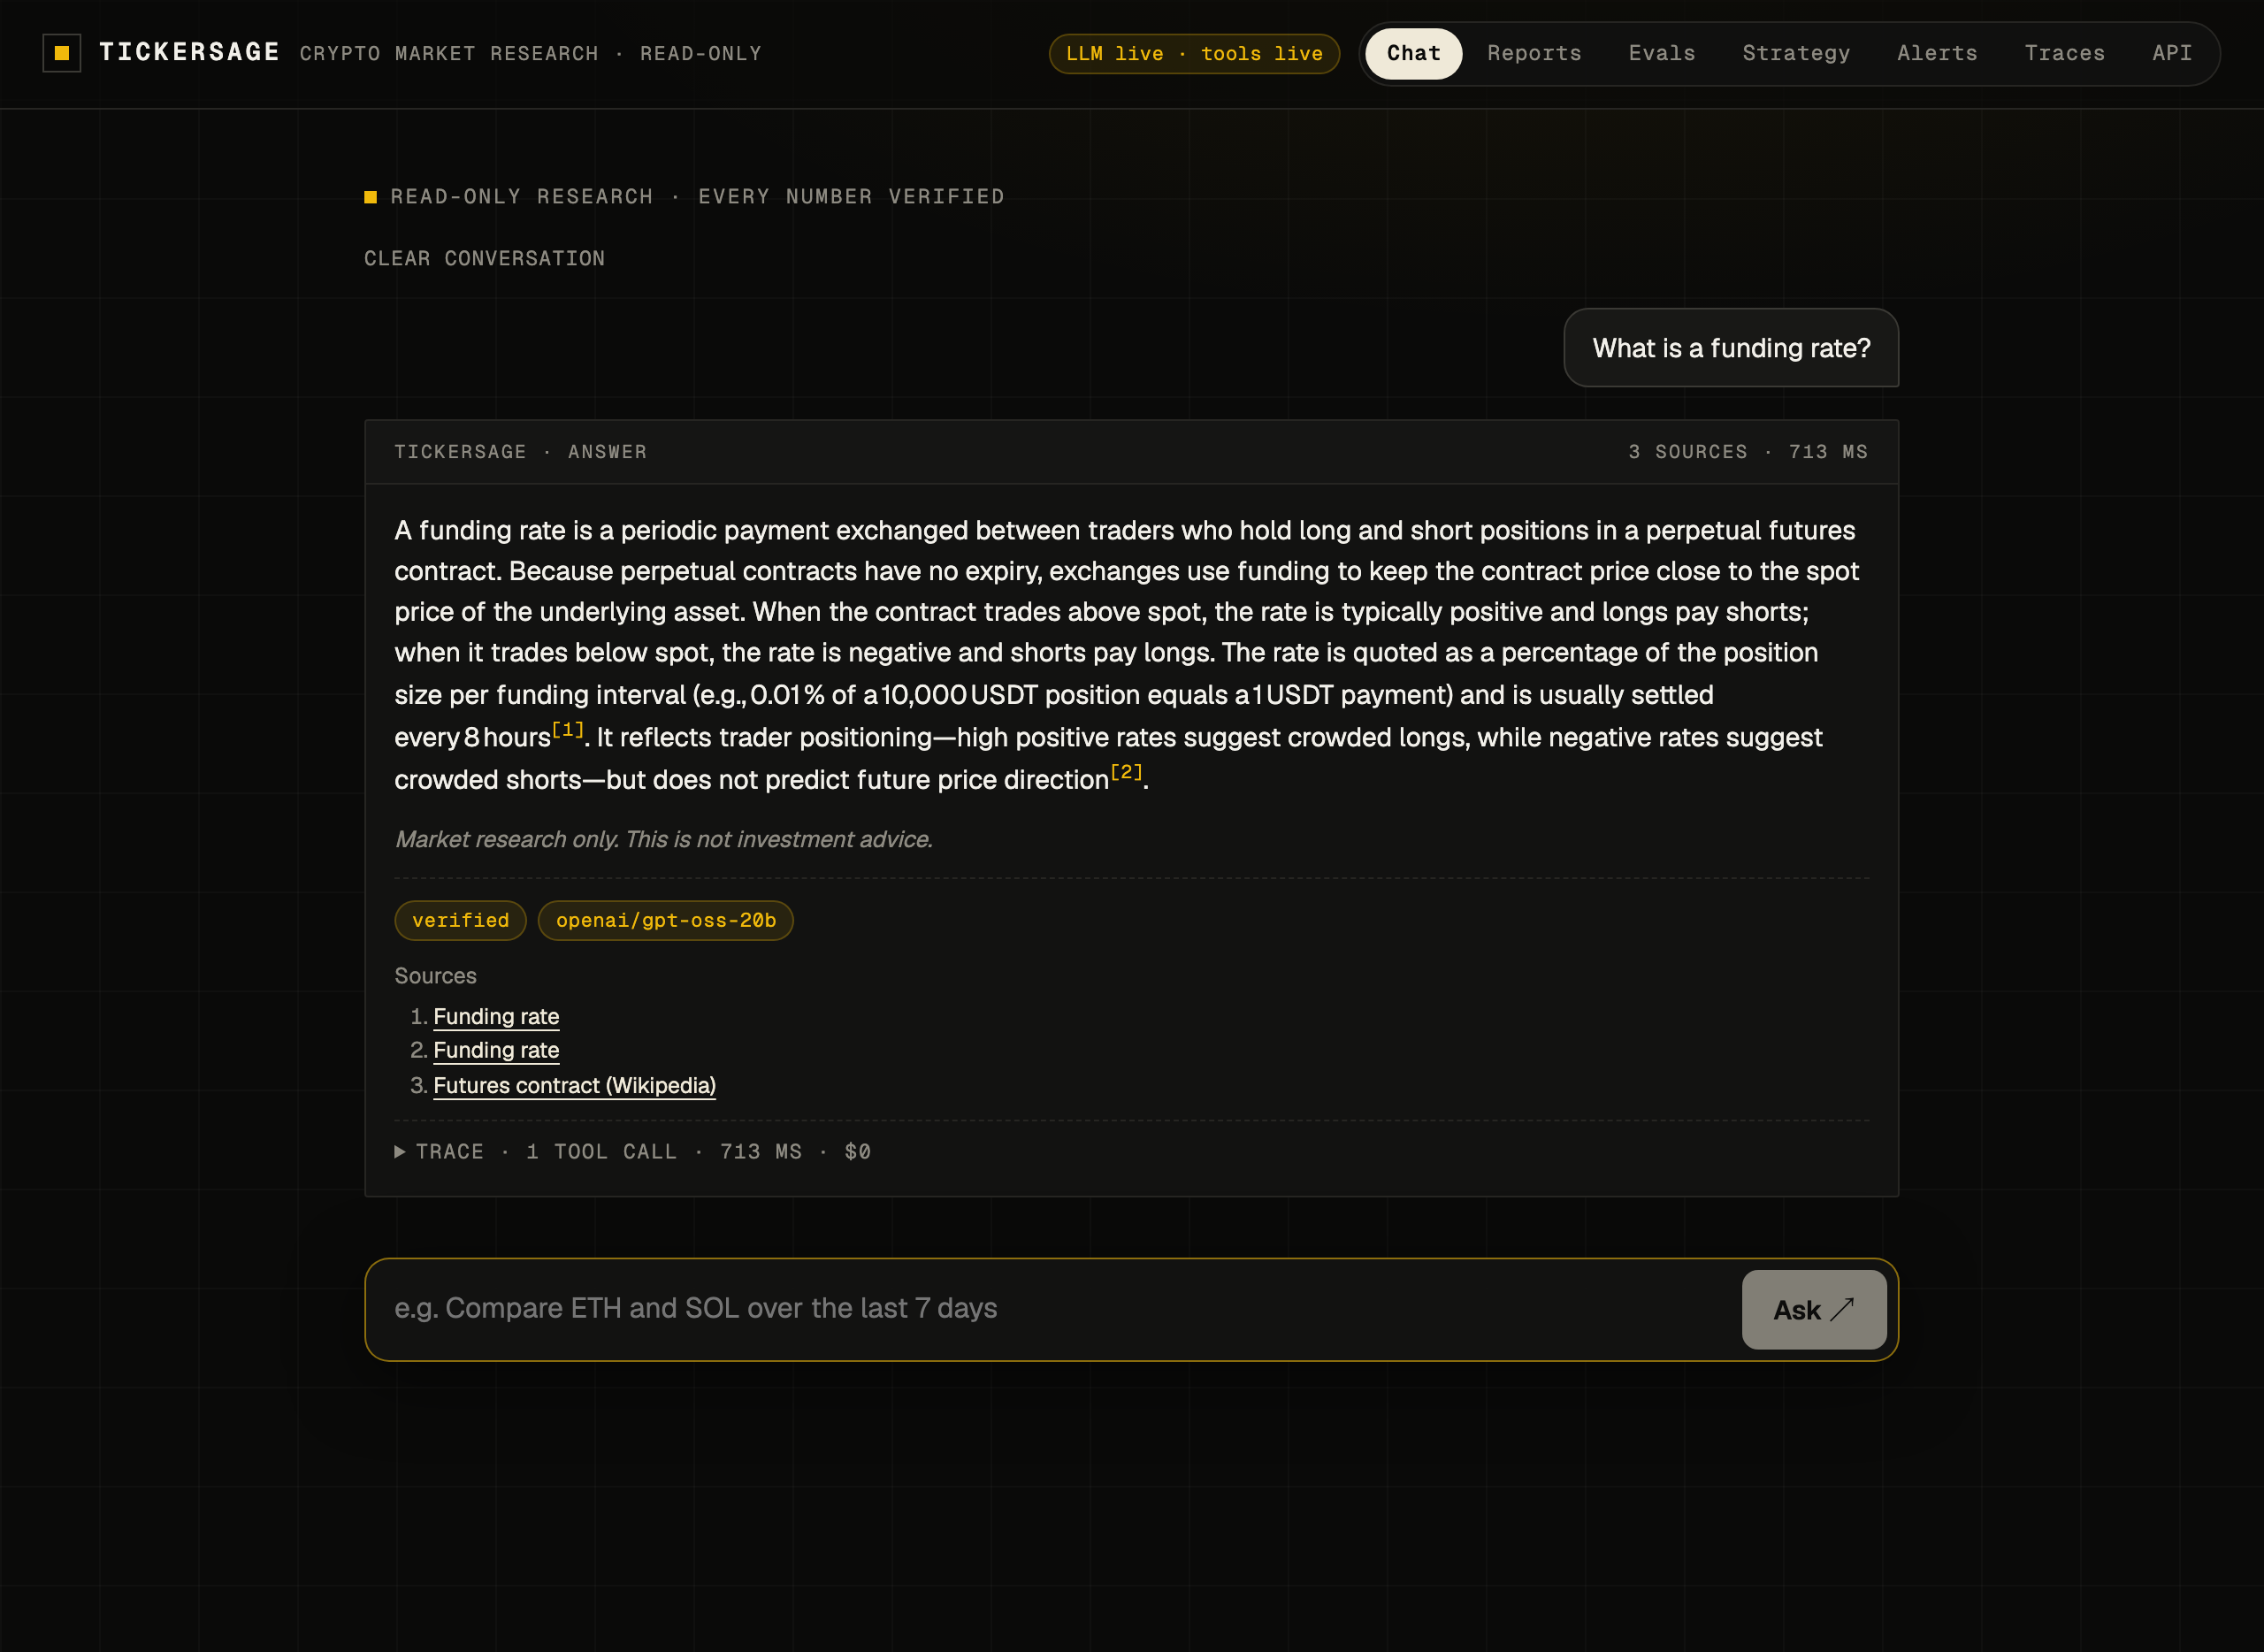 TICKERSAGE CRYPTO MARKET RESEARCH · READ-ONLY
LLM live · tools live
Chat Reports Evals Strategy Alerts Traces API
READ-ONLY RESEARCH · EVERY NUMBER VERIFIED
CLEAR CONVERSATION
What is a funding rate?
TICKERSAGE · ANSWER
3 SOURCES · 713 MS
A funding rate is a periodic payment exchanged between traders who hold long and short positions in a perpetual futures
contract. Because perpetual contracts have no expiry, exchanges use funding to keep the contract price close to the spot
price of the underlying asset. When the contract trades above spot, the rate is typically positive and longs pay shorts;
when it trades below spot, the rate is negative and shorts pay longs. The rate is quoted as a percentage of the position
size per funding interval (e.g., 0.01 % of a 10,000 USDT position equals a 1 USDT payment) and is usually settled
every 8 hours[1]. It reflects trader positioning—high positive rates suggest crowded longs, while negative rates suggest
crowded shorts—but does not predict future price direction[2].
Market research only. This is not investment advice.
verified openai/gpt-oss-20b
Sources
1. Funding rate
2. Funding rate
3. Futures contract (Wikipedia)
▶ TRACE · 1 TOOL CALL · 713 MS · $0
e.g. Compare ETH and SOL over the last 7 days
Ask ↗